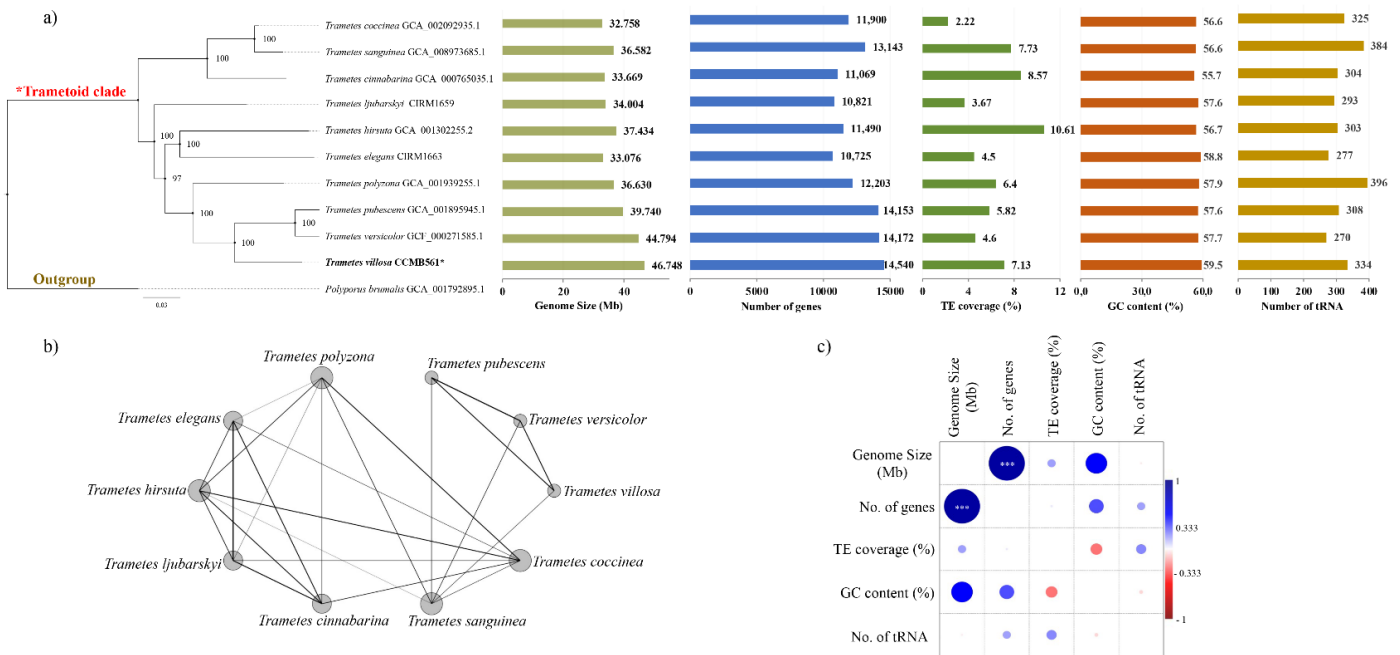 a)
Trametes coccinea GCA_002092935.1
32.758
11,900
2.22
56.6
325
100
Trametes sanguinea GCA_008973685.1
36.582
13,143
7.73
56.6
384
100
Trametes cinnabarina GCA_000765035.1
33.669
11,069
8.57
55.7
304
*Trametoid clade
Trametes ljubarskyi CIRM1659
34.004
10,821
3.67
57.6
293
100
Trametes hirsuta GCA_001302255.2
37.434
11,490
10.61
56.7
303
100
Trametes elegans CIRM1663
33.076
10,725
4.5
58.8
277
97
Trametes polyzona GCA_001939255.1
36.630
12,203
6.4
57.9
396
100
Trametes pubescens GCA_001895945.1
39.740
14,153
5.82
57.6
308
100
Trametes versicolor GCF_000271585.1
44.794
14,172
4.6
57.7
270
100
Trametes villosa CCMB561*
46.748
14,540
7.13
59.5
334
Outgroup
Polyporus brumalis GCA_001792895.1
0.03
0 20 40 60
Genome Size (Mb)
0 5000 10000 15000
Number of genes
0 4 8 12
TE coverage (%)
0,0 20,0 40,0 60,0
GC content (%)
0 100 200 300 400
Number of tRNA
b)
Trametes polyzona
Trametes pubescens
Trametes elegans
Trametes versicolor
Trametes hirsuta
Trametes villosa
Trametes ljubarskyi
Trametes coccinea
Trametes cinnabarina
Trametes sanguinea
c)
Genome Size
(Mb)
No. of genes
TE coverage (%)
GC content (%)
No. of tRNA
Genome Size
(Mb)
***
No. of genes
***
TE coverage (%)
GC content (%)
No. of tRNA
1
0.333
- 0.333
- 1